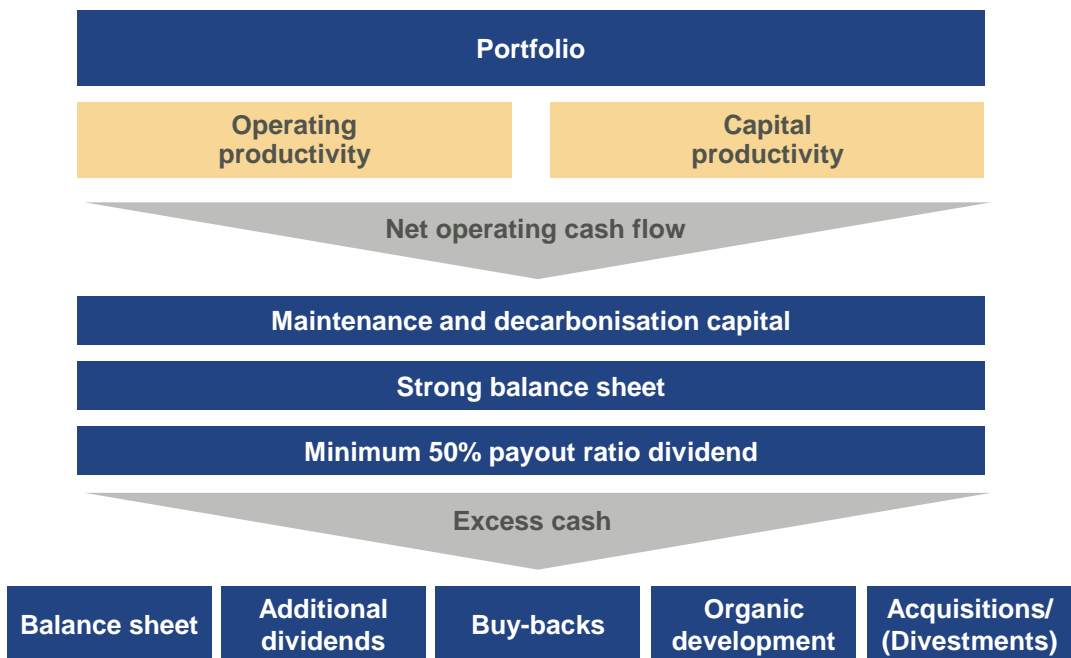 Portfolio
Operating
productivity
Capital
productivity
Net operating cash flow
Maintenance and decarbonisation capital
Strong balance sheet
Minimum 50% payout ratio dividend
Excess cash
Balance sheet
Additional
dividends
Buy-backs
Organic
development
Acquisitions/
(Divestments)